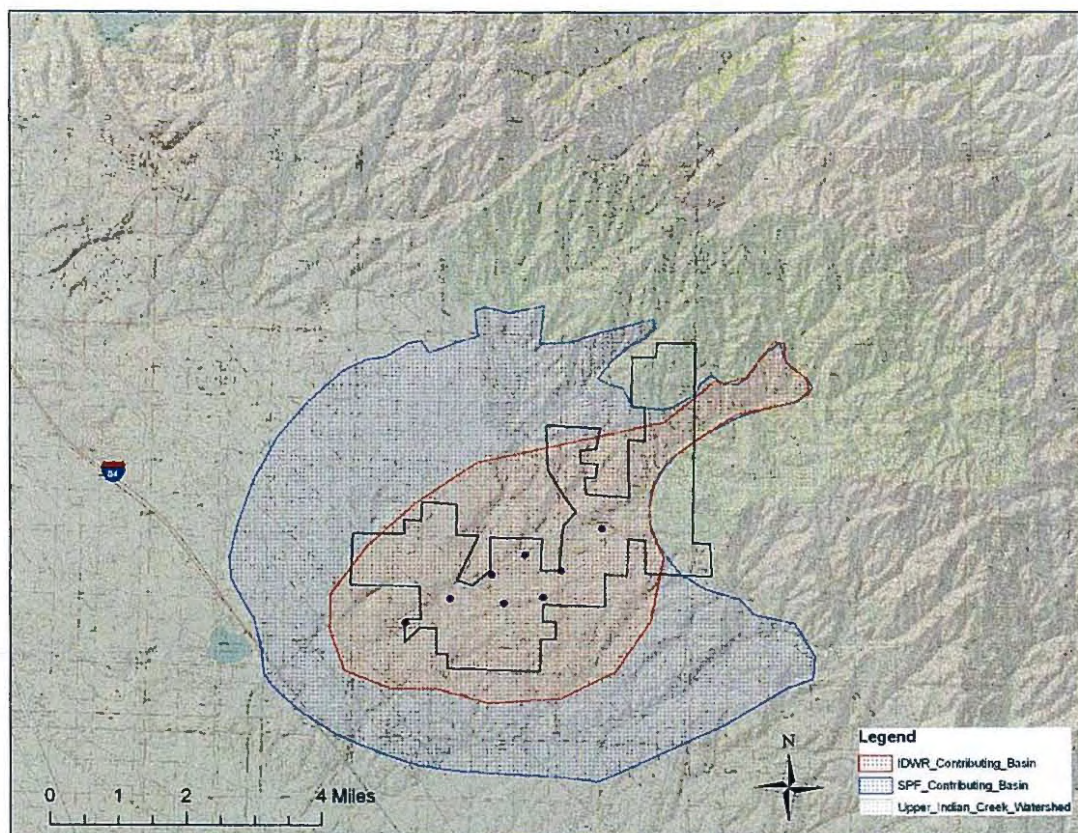 84
N
Legend
IDWR_Contributing_Basin
SPF_Contributing_Basin
Upper_Indian_Creek_Watershed
0 1 2 4 Miles